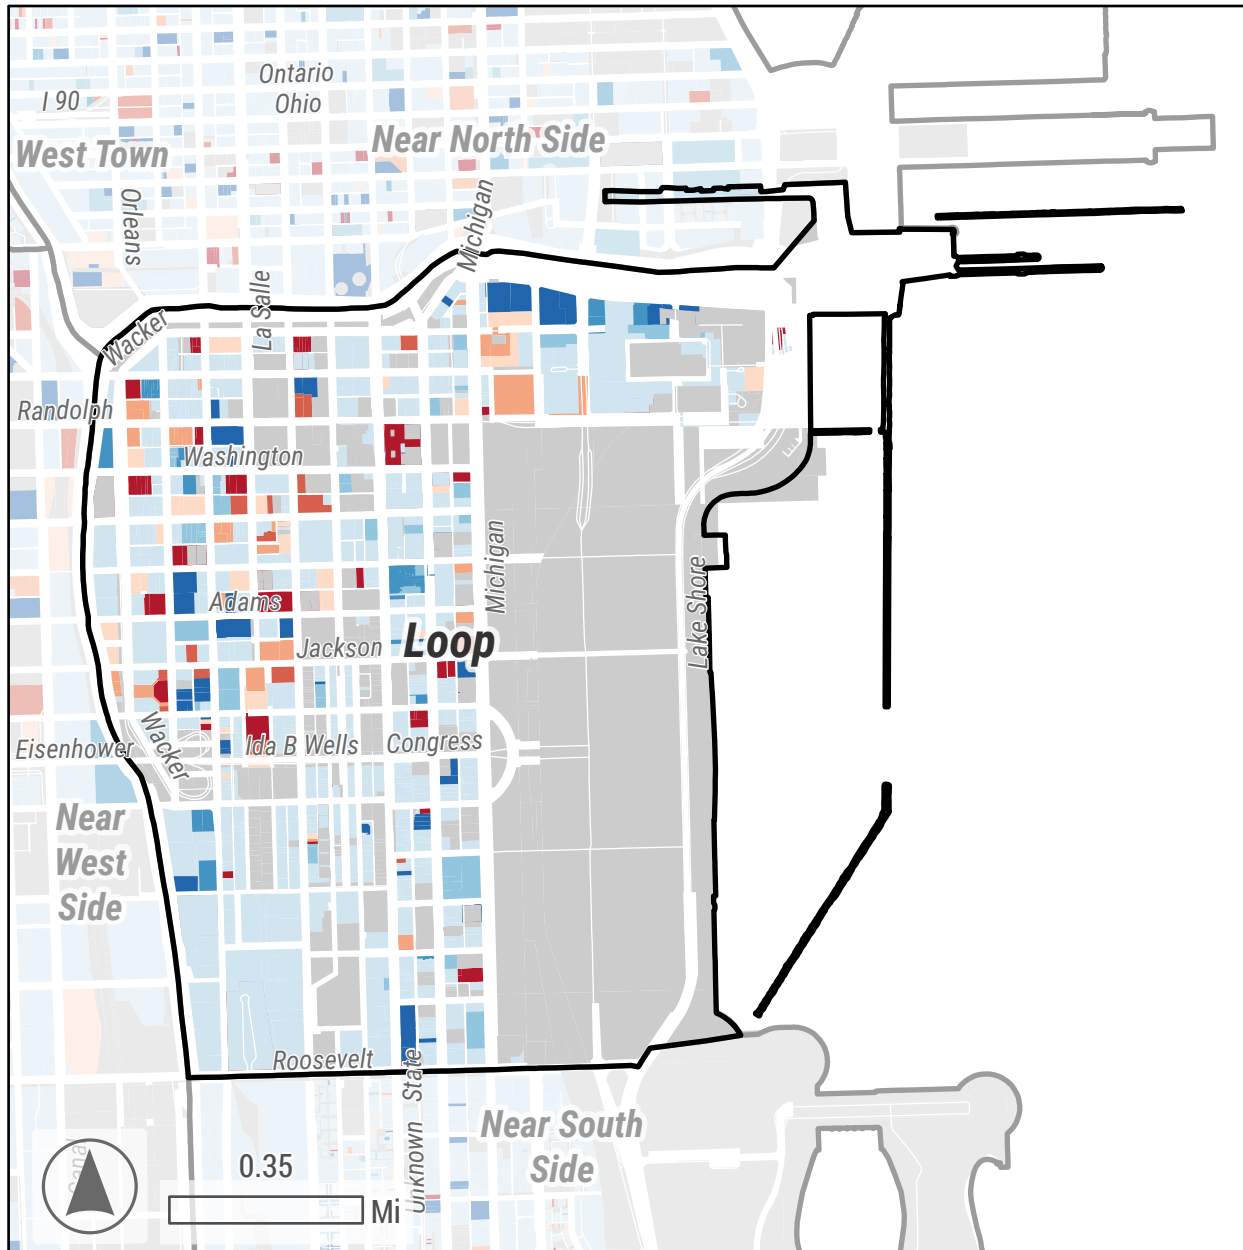 Ontario
Ohio
I 90
West Town
Near North Side
Orleans
Michigan
La Salle
Wacker
Randolph
Washington
Michigan
Lake Shore
Adams
Jackson
Loop
Wacker
Eisenhower
Ida B Wells
Congress
Near
West
Side
Roosevelt
State
Unknown
Near South
Side
Canal
0.35
Mi